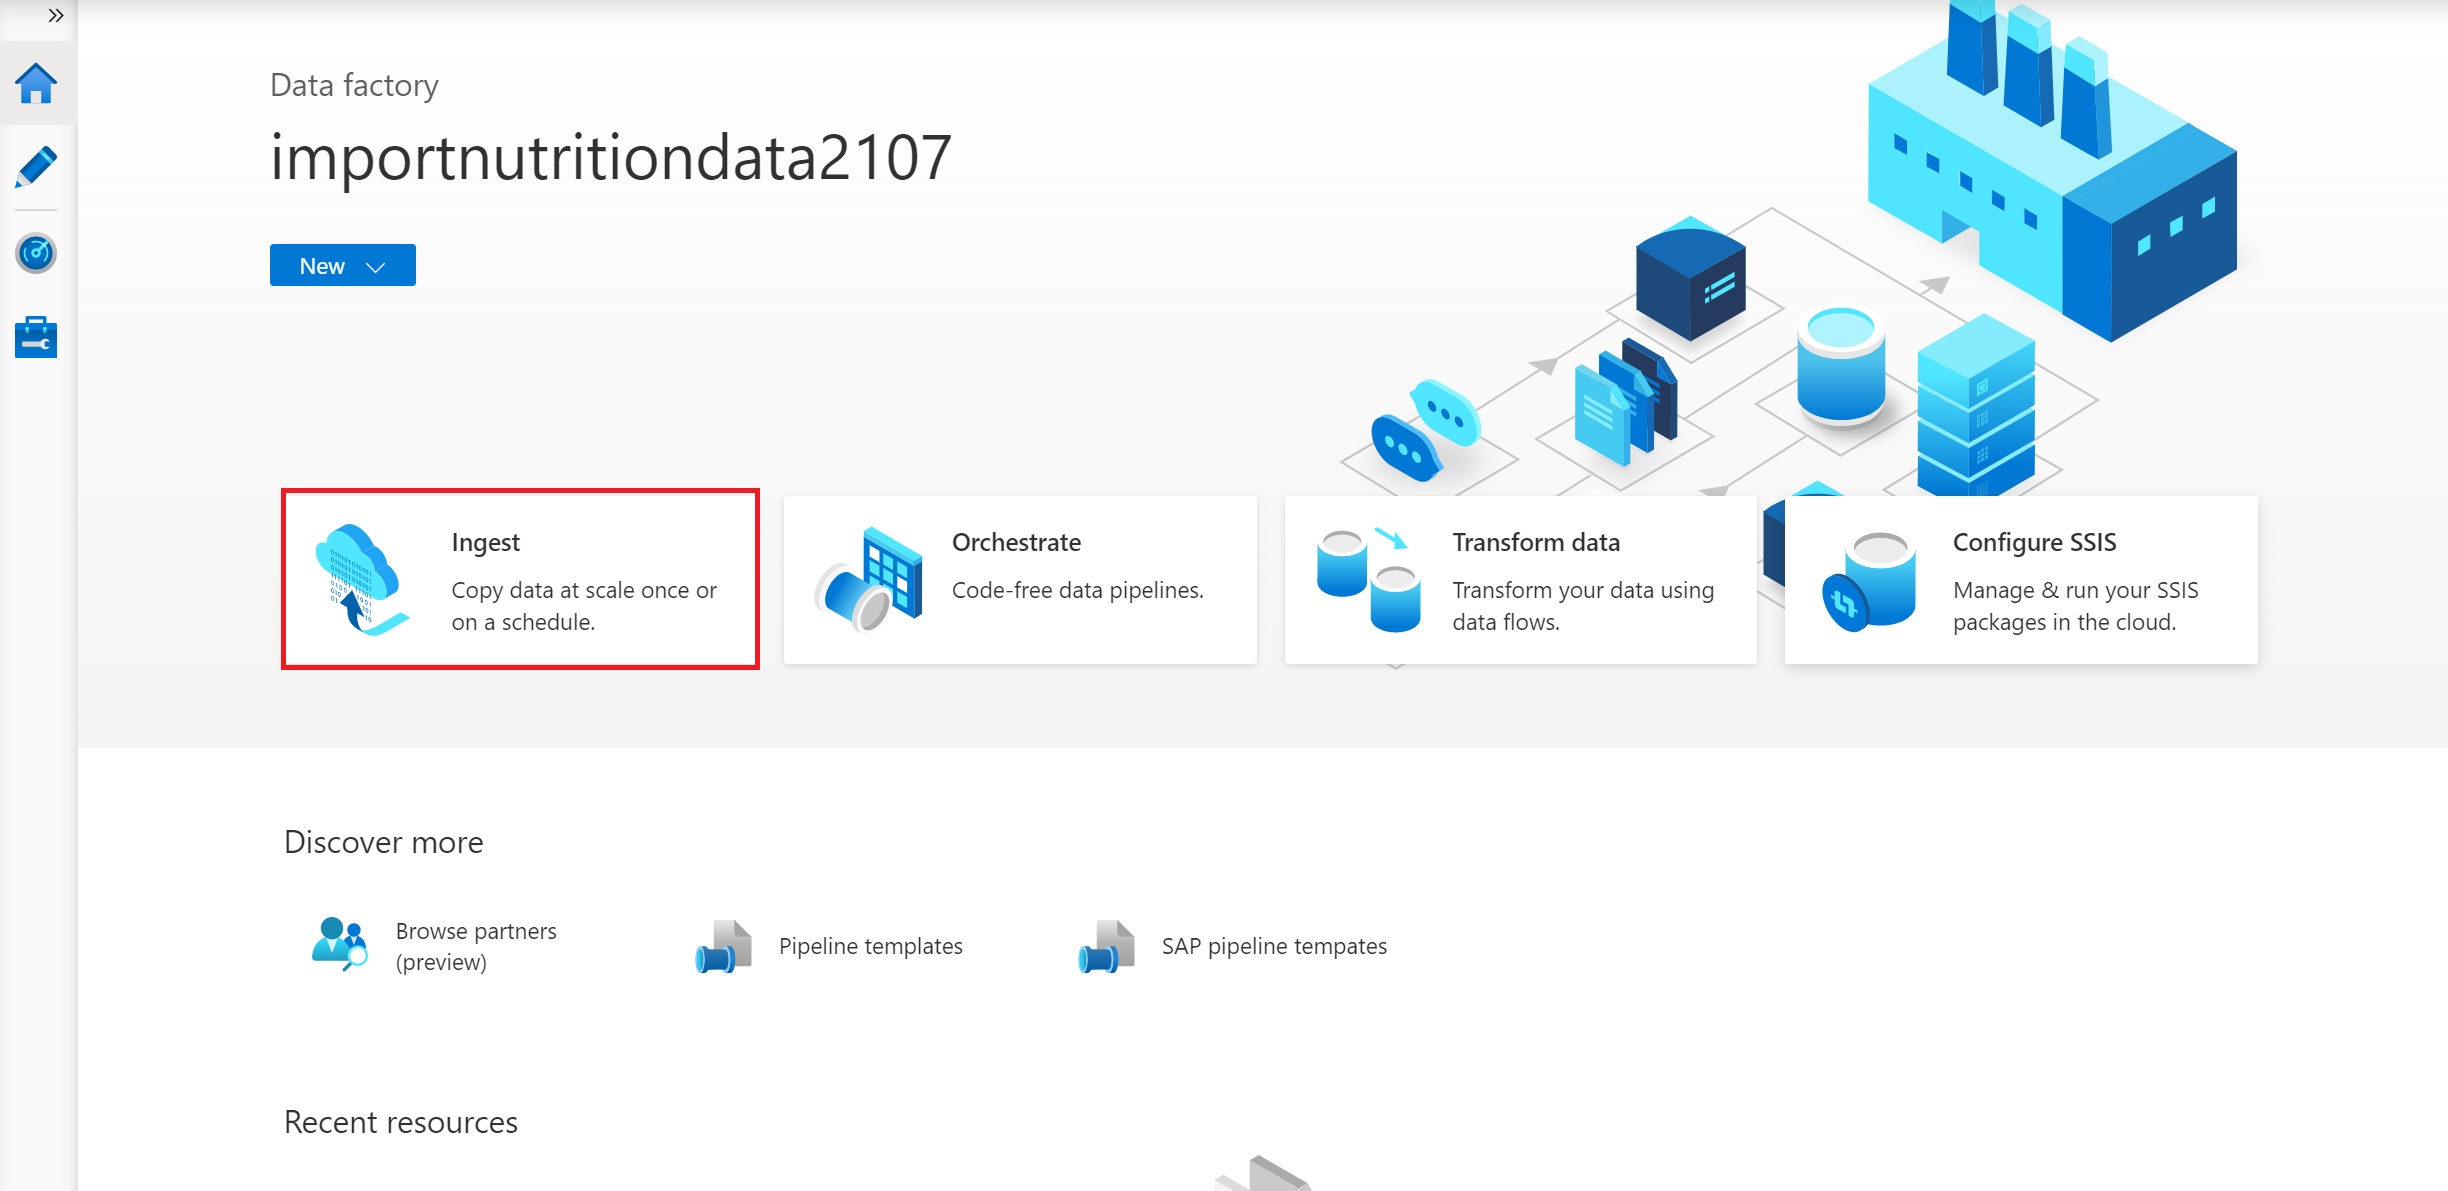 Data factory
importnutritiondata2107
New
Ingest
Copy data at scale once or
on a schedule.
Orchestrate
Code-free data pipelines.
Transform data
Transform your data using
data flows.
Configure SSIS
Manage & run your SSIS
packages in the cloud.
Discover more
Browse partners
(preview)
Pipeline templates
SAP pipeline tempates
Recent resources